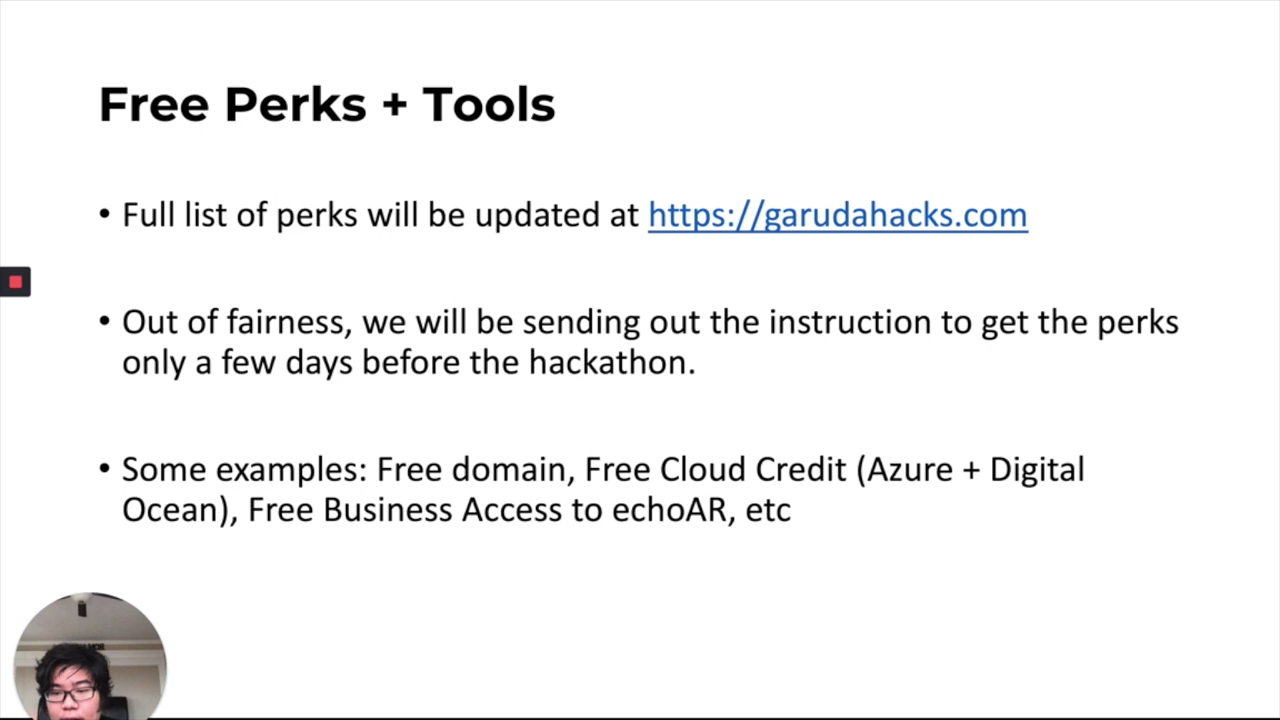 Free Perks + Tools
• Full list of perks will be updated at https://garudahacks.com
• Out of fairness, we will be sending out the instruction to get the perks
only a few days before the hackathon.
• Some examples: Free domain, Free Cloud Credit (Azure + Digital
Ocean), Free Business Access to echoAR, etc